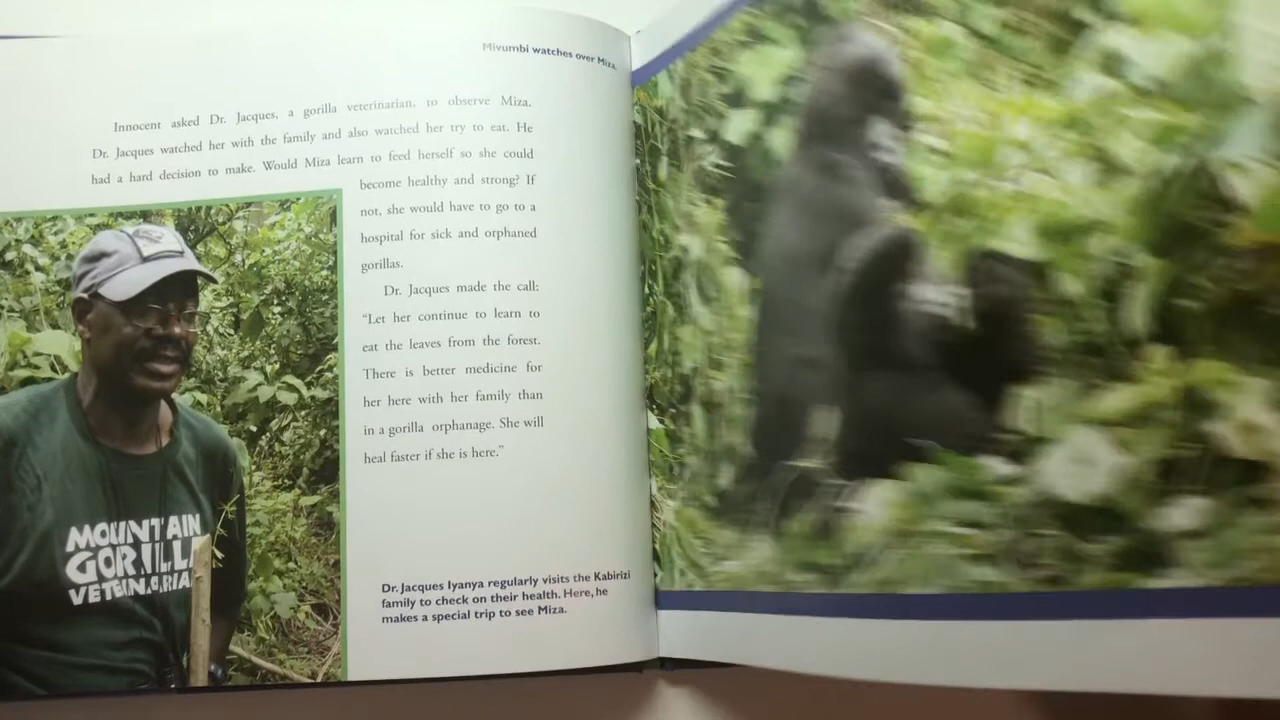 Mivumbi watches over Miza.
Innocent asked Dr. Jacques, a gorilla veterinarian, to observe Miza.
Dr. Jacques watched her with the family and also watched her try to eat. He
had a hard decision to make. Would Miza learn to feed herself so she could
become healthy and strong? If
not, she would have to go to a
hospital for sick and orphaned
gorillas.
Dr. Jacques made the call:
“Let her continue to learn to
eat the leaves from the forest.
There is better medicine for
her here with her family than
in a gorilla orphanage. She will
heal faster if she is here.”
MOUNTAIN
GORILLA
VETERINARIAN
Dr. Jacques Iyanya regularly visits the Kabirizi
family to check on their health. Here, he
makes a special trip to see Miza.